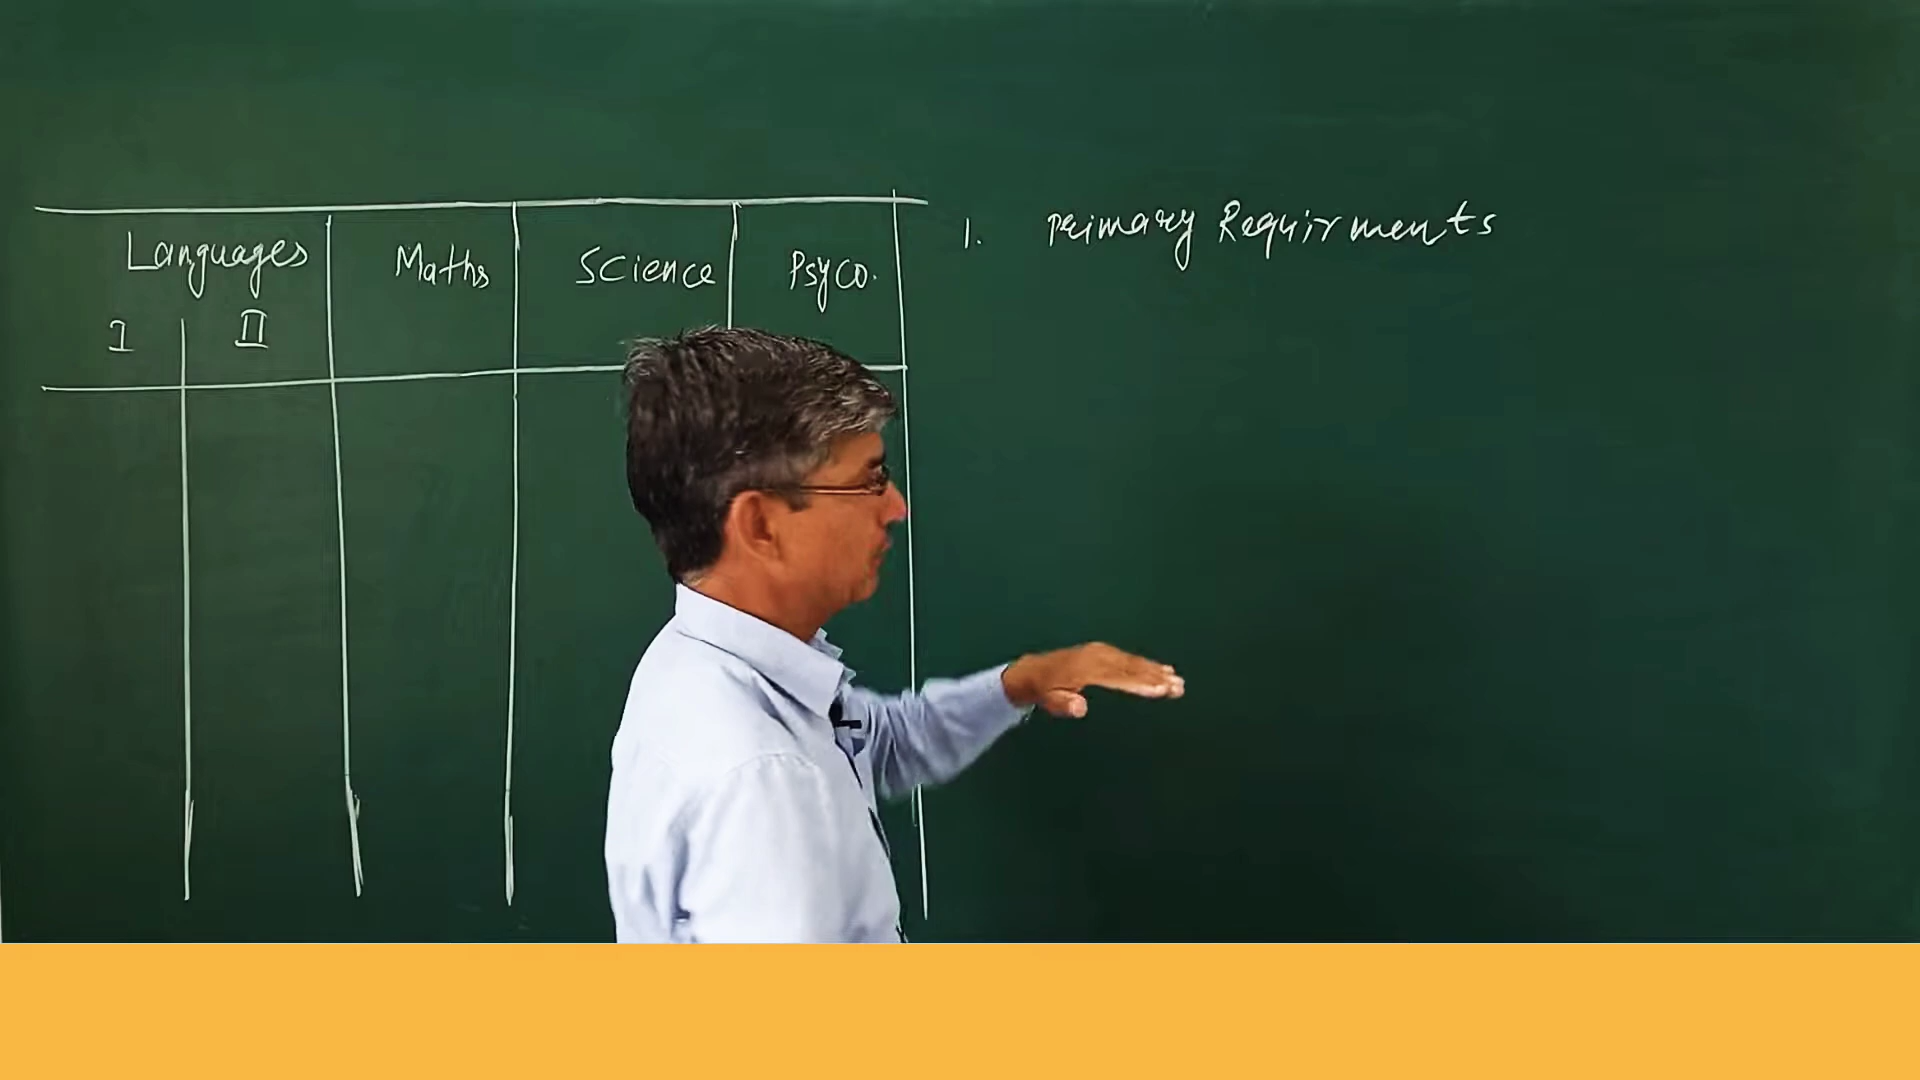 Languages
I II
Maths
Science
Psyco.
1. Primary Requirments